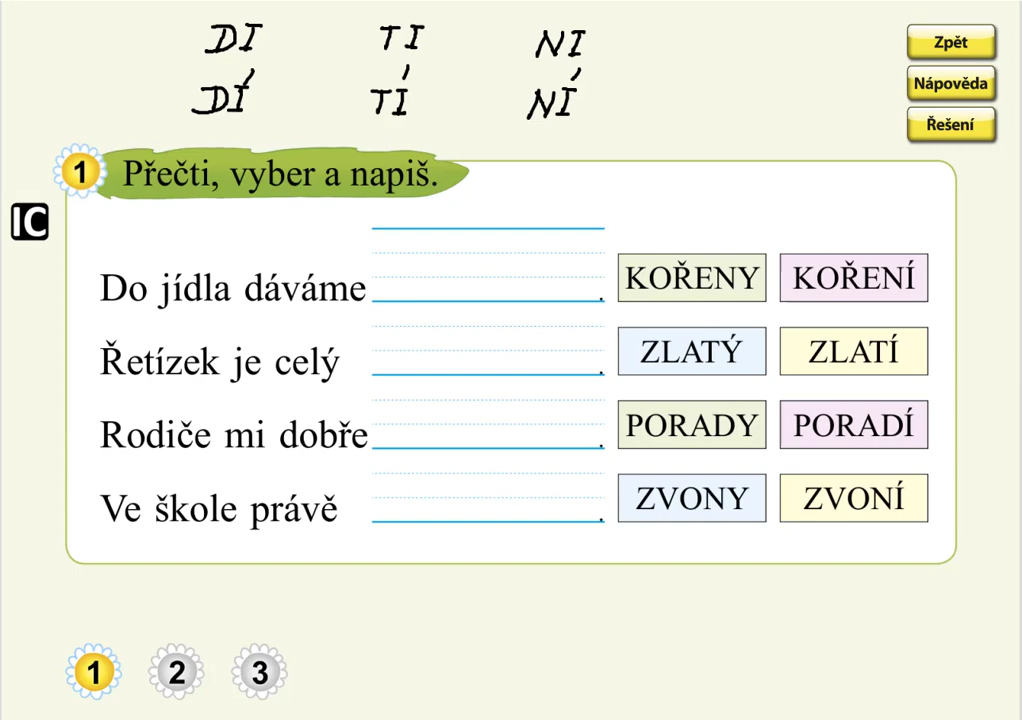 DI TI NI
DÍ TÍ NÍ
Zpět
Nápověda
Řešení
1 Přečti, vyber a napiš.
IC
Do jídla dáváme . KOŘENY KOŘENÍ
Řetízek je celý . ZLATÝ ZLATÍ
Rodiče mi dobře . PORADY PORADÍ
Ve škole právě . ZVONY ZVONÍ
1 2 3